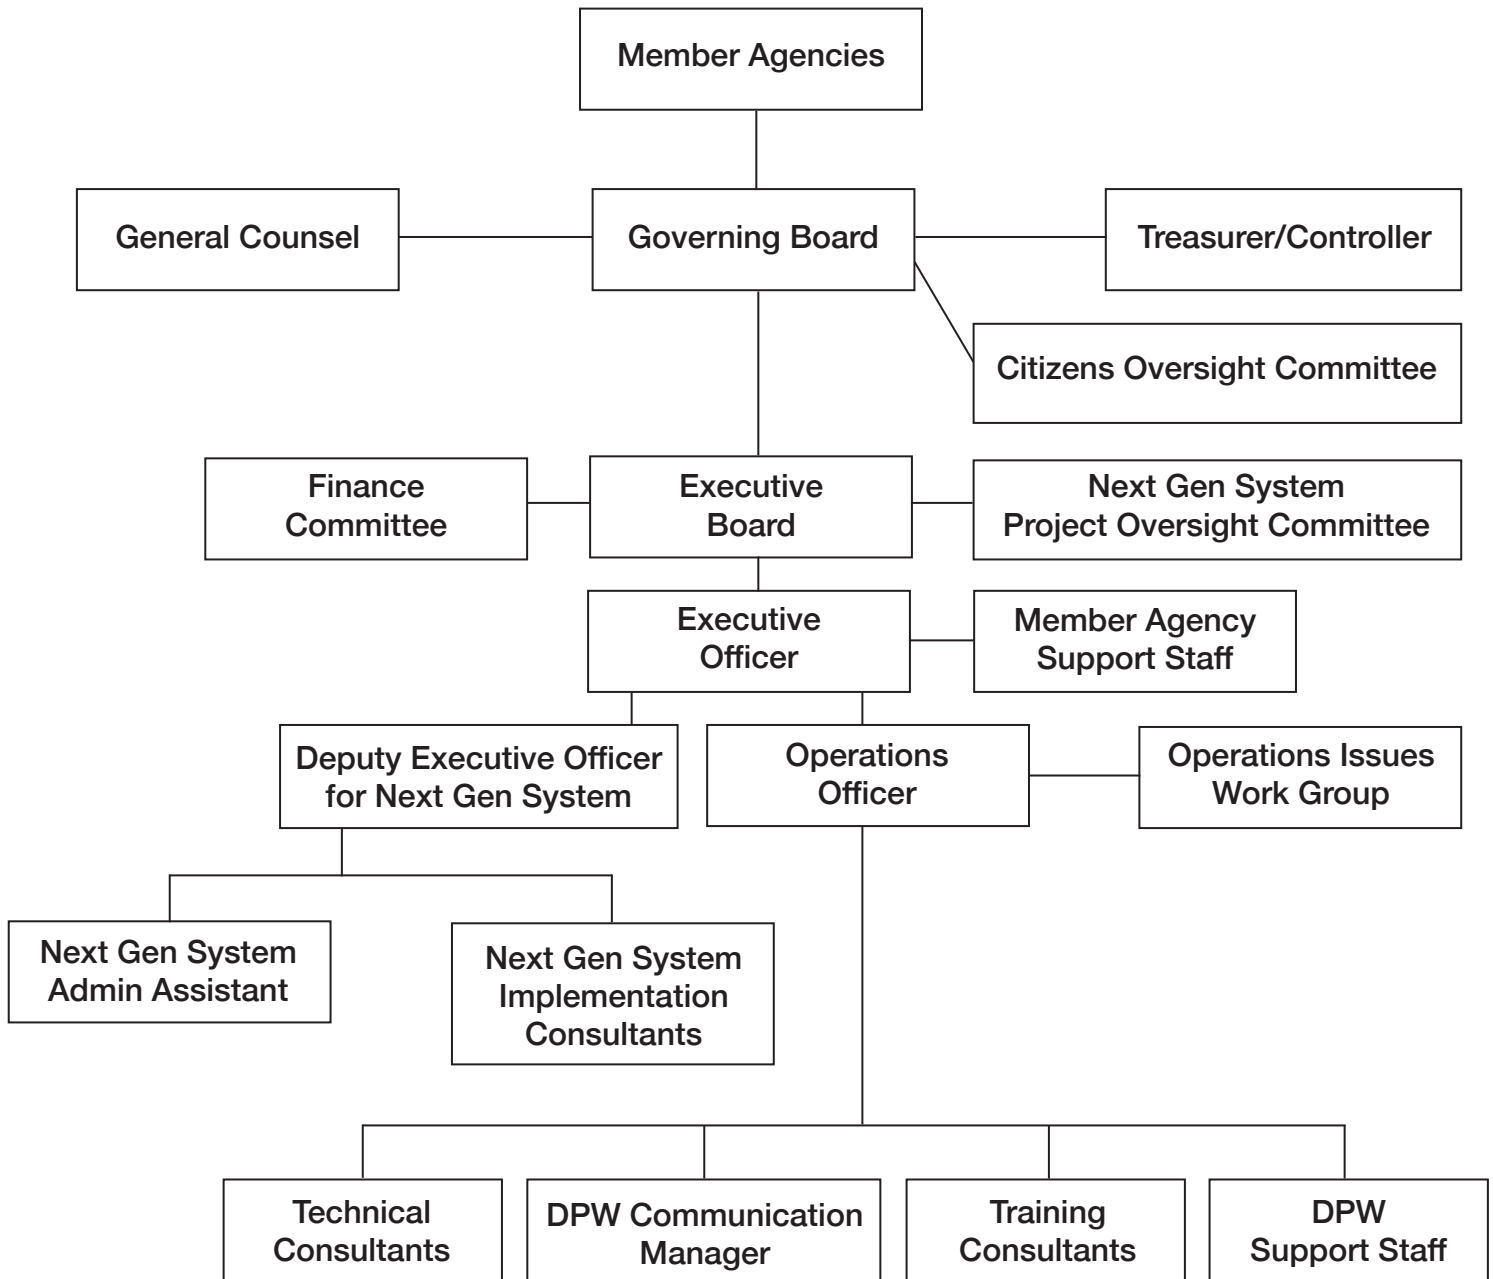 Member Agencies
General Counsel
Governing Board
Treasurer/Controller
Citizens Oversight Committee
Finance
Committee
Executive
Board
Next Gen System
Project Oversight Committee
Executive
Officer
Member Agency
Support Staff
Deputy Executive Officer
for Next Gen System
Operations
Officer
Operations Issues
Work Group
Next Gen System
Admin Assistant
Next Gen System
Implementation
Consultants
Technical
Consultants
DPW Communication
Manager
Training
Consultants
DPW
Support Staff